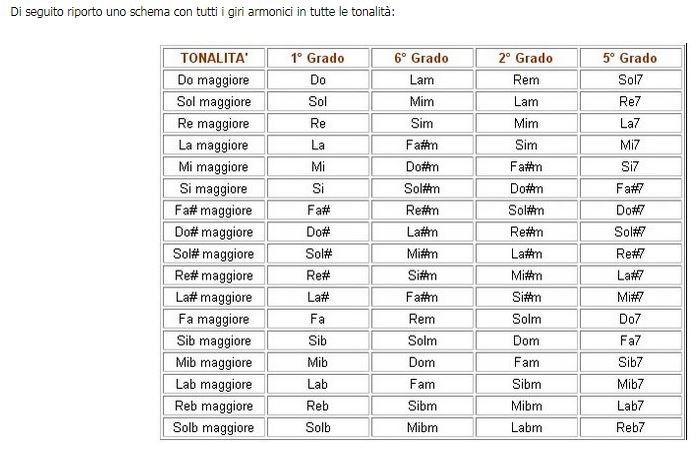 Di seguito riporto uno schema con tutti i giri armonici in tutte le tonalità:
TONALITA' 1° Grado 6° Grado 2° Grado 5° Grado
Do maggiore Do Lam Rem Sol7
Sol maggiore Sol Mim Lam Re7
Re maggiore Re Sim Mim La7
La maggiore La Fa#m Sim Mi7
Mi maggiore Mi Do#m Fa#m Si7
Si maggiore Si Sol#m Do#m Fa#7
Fa# maggiore Fa# Re#m Sol#m Do#7
Do# maggiore Do# La#m Re#m Sol#7
Sol# maggiore Sol# Mi#m La#m Re#7
Re# maggiore Re# Si#m Mi#m La#7
La# maggiore La# Fa#m Si#m Mi#7
Fa maggiore Fa Rem Solm Do7
Sib maggiore Sib Solm Dom Fa7
Mib maggiore Mib Dom Fam Sib7
Lab maggiore Lab Fam Sibm Mib7
Reb maggiore Reb Sibm Mibm Lab7
Solb maggiore Solb Mibm Labm Reb7